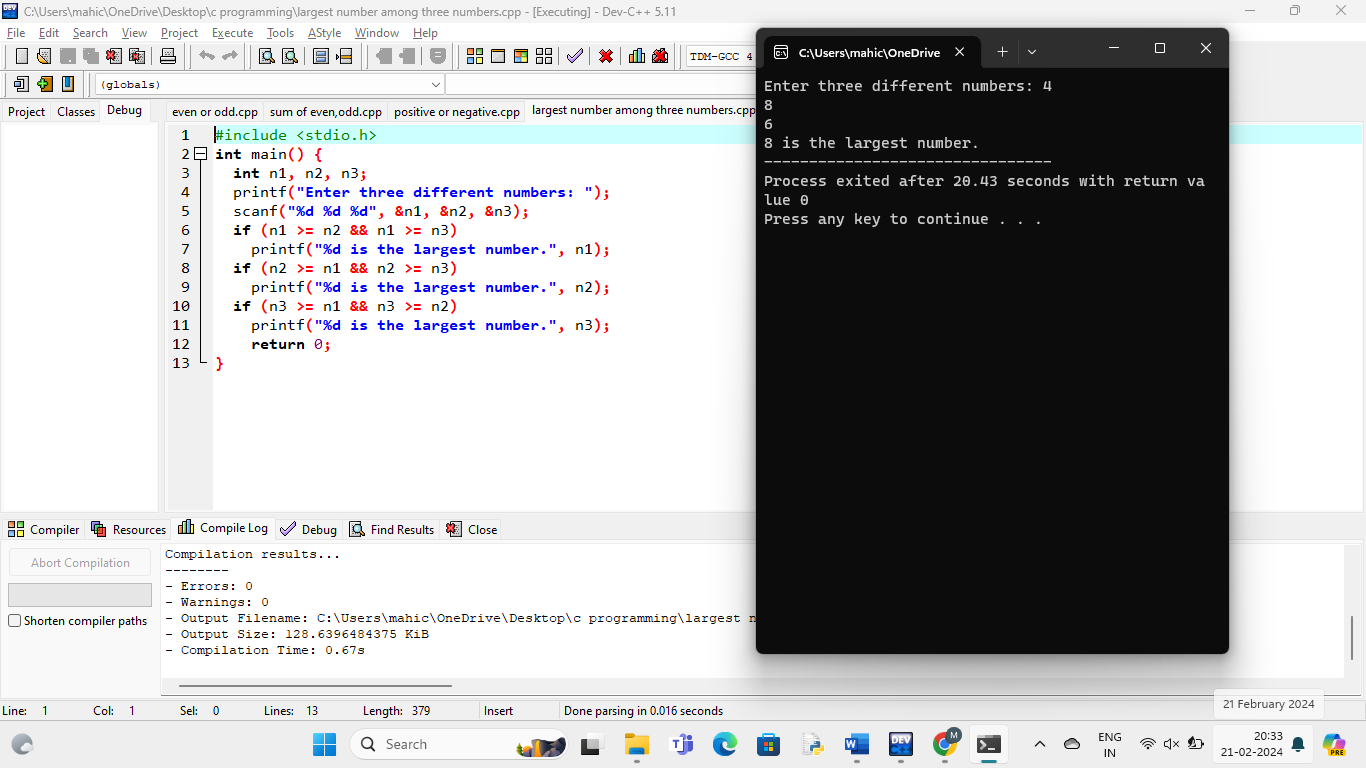 C:\Users\mahic\OneDrive\Desktop\c programming\largest number among three numbers.cpp - [Executing] - Dev-C++ 5.11
File Edit Search View Project Execute Tools AStyle Window Help
TDM-GCC 4
(globals)
Project Classes Debug
even or odd.cpp sum of even,odd.cpp positive or negative.cpp largest number among three numbers.cpp
1 #include <stdio.h>
2 int main() {
3 int n1, n2, n3;
4 printf("Enter three different numbers: ");
5 scanf("%d %d %d", &n1, &n2, &n3);
6 if (n1 >= n2 && n1 >= n3)
7 printf("%d is the largest number.", n1);
8 if (n2 >= n1 && n2 >= n3)
9 printf("%d is the largest number.", n2);
10 if (n3 >= n1 && n3 >= n2)
11 printf("%d is the largest number.", n3);
12 return 0;
13 }
C:\Users\mahic\OneDrive
Enter three different numbers: 4
8
6
8 is the largest number.
--------------------------------
Process exited after 20.43 seconds with return va
lue 0
Press any key to continue . . .
Compiler Resources Compile Log Debug Find Results Close
Abort Compilation
Shorten compiler paths
Compilation results...
--------
- Errors: 0
- Warnings: 0
- Output Filename: C:\Users\mahic\OneDrive\Desktop\c programming\largest n
- Output Size: 128.6396484375 KiB
- Compilation Time: 0.67s
Line: 1 Col: 1 Sel: 0 Lines: 13 Length: 379 Insert Done parsing in 0.016 seconds
21 February 2024
Search
DEV
M
ENG
IN
20:33
21-02-2024
PRE